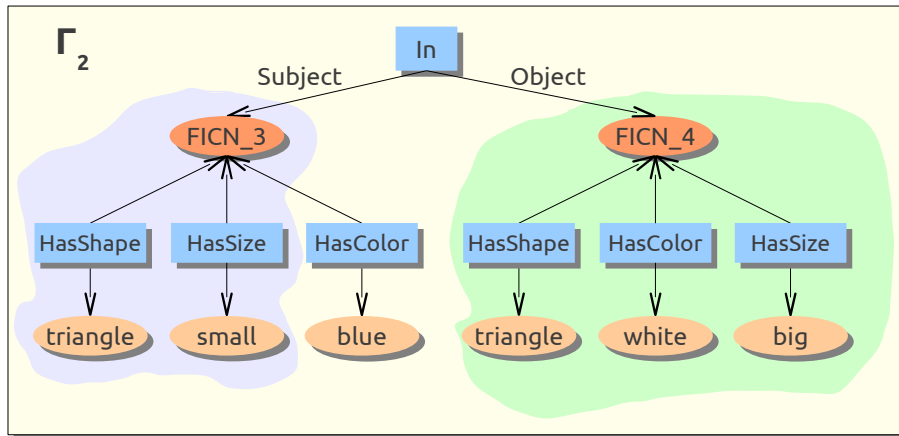 Γ2
In
Subject Object
FICN_3 FICN_4
HasShape HasSize HasColor HasShape HasColor HasSize
triangle small blue triangle white big